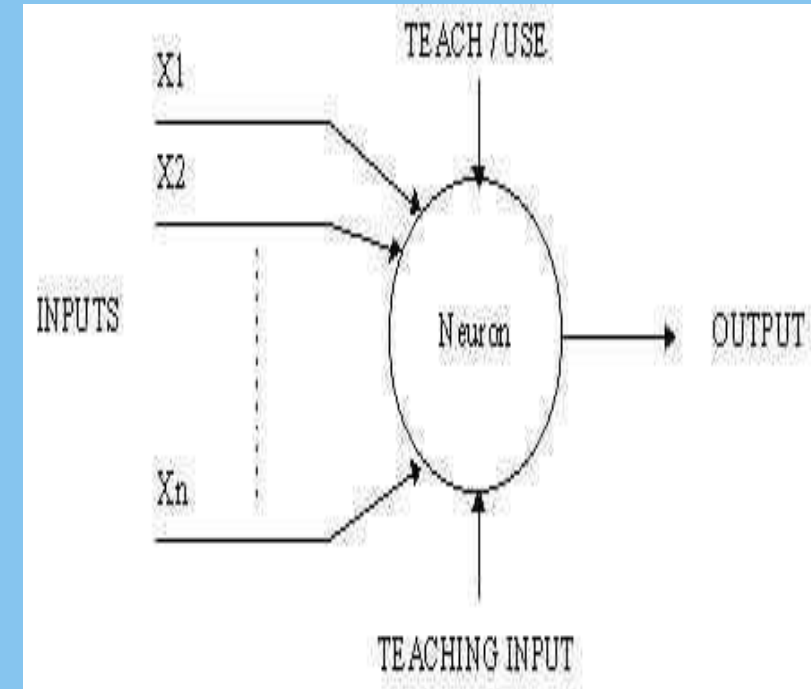 TEACH / USE
X1
X2
INPUTS
Neuron
OUTPUT
Xn
TEACHING INPUT